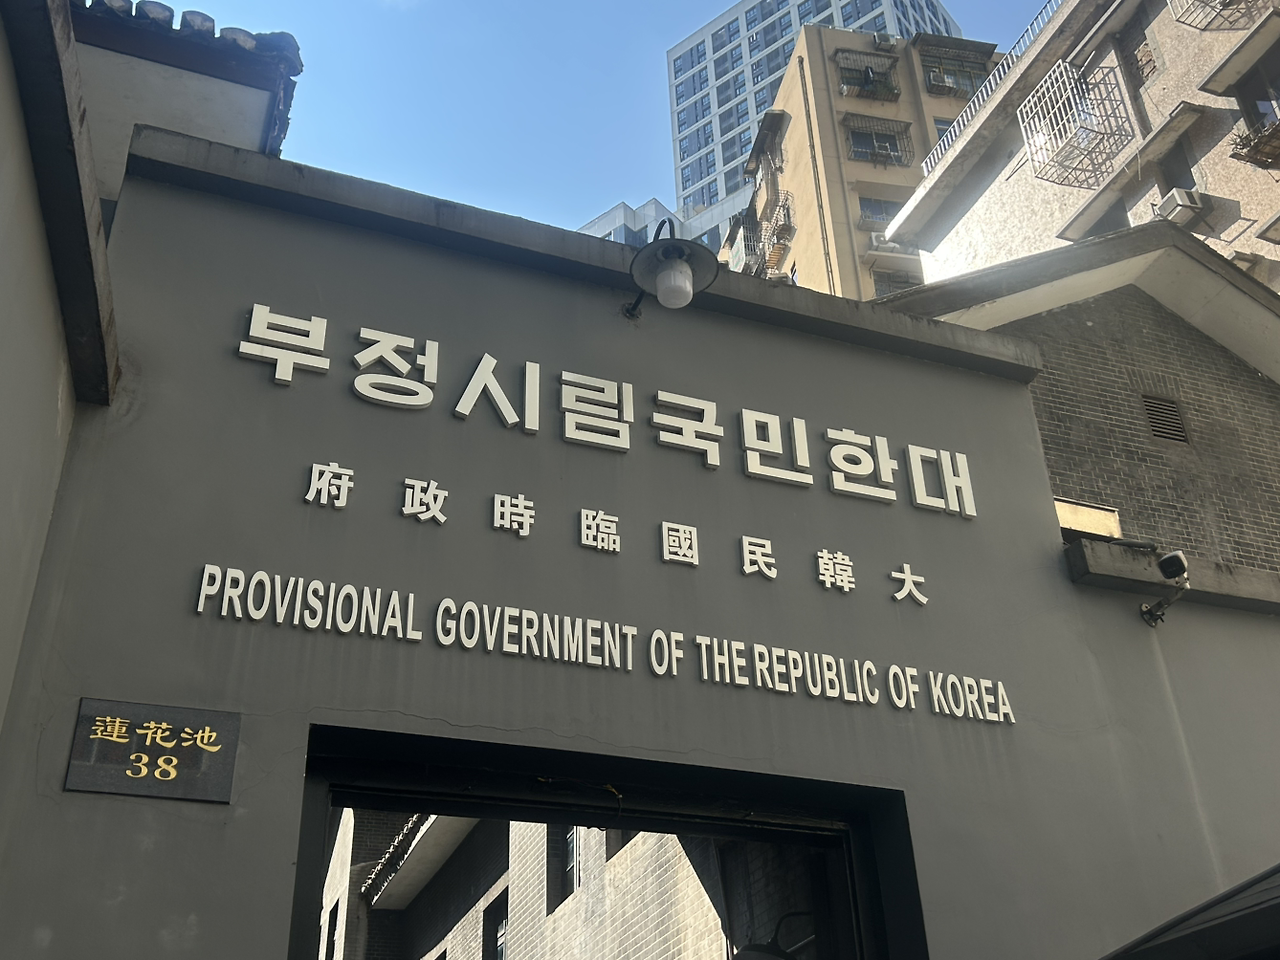 대한민국림시정부
大韓民國臨時政府
PROVISIONAL GOVERNMENT OF THE REPUBLIC OF KOREA
蓮花池
38